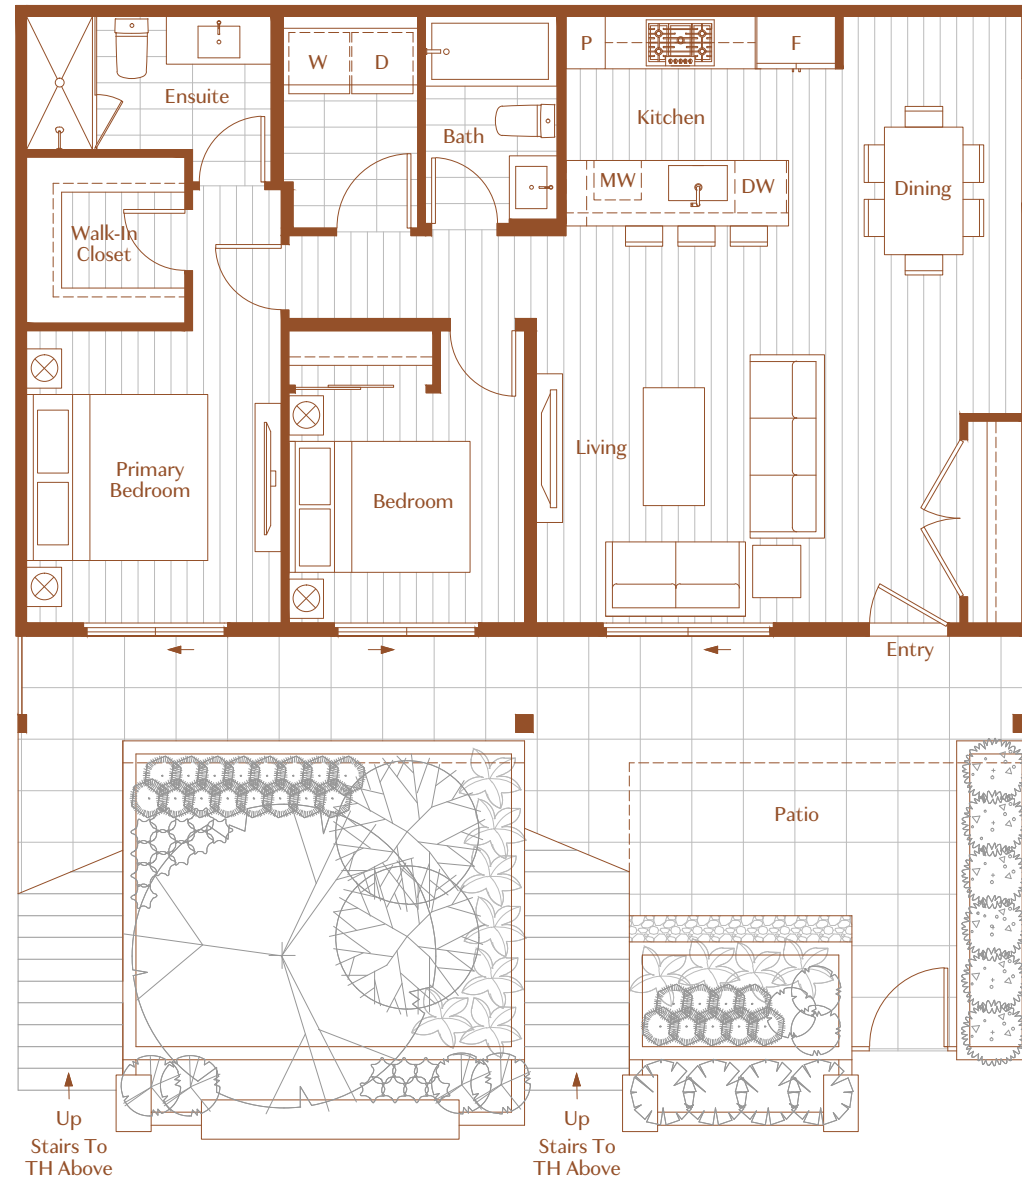 P
F
W
D
Ensuite
Kitchen
Bath
MW
DW
Dining
Walk-In
Closet
Living
Primary
Bedroom
Bedroom
Entry
Patio
Up
Stairs To
TH Above
Up
Stairs To
TH Above